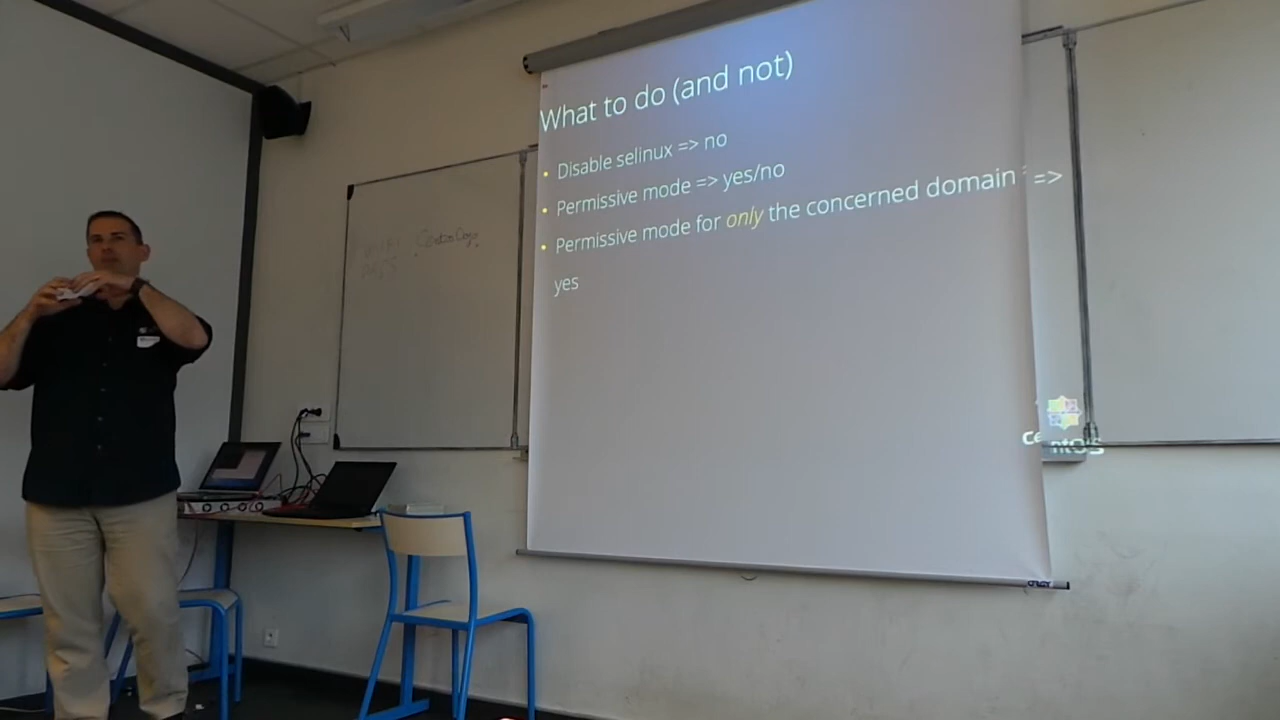 What to do (and not)
Disable selinux => no
Permissive mode => yes/no
Permissive mode for only the concerned domain =>
yes
centOS